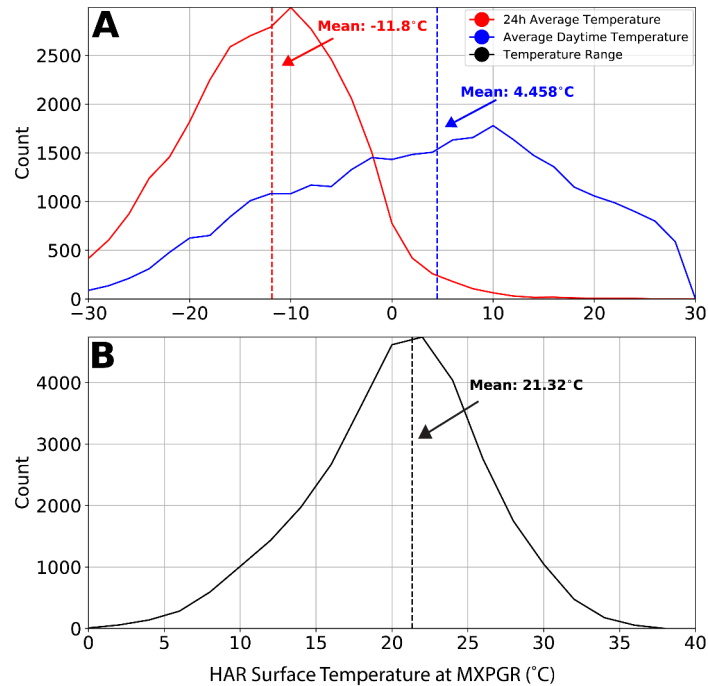 A
Mean: -11.8˚C
24h Average Temperature
Average Daytime Temperature
Temperature Range
Mean: 4.458˚C
Count
2500
2000
1500
1000
500
0
−30
−20
−10
0
10
20
30
B
Mean: 21.32˚C
Count
4000
3000
2000
1000
0
0
5
10
15
20
25
30
35
40
HAR Surface Temperature at MXPGR (˚C)